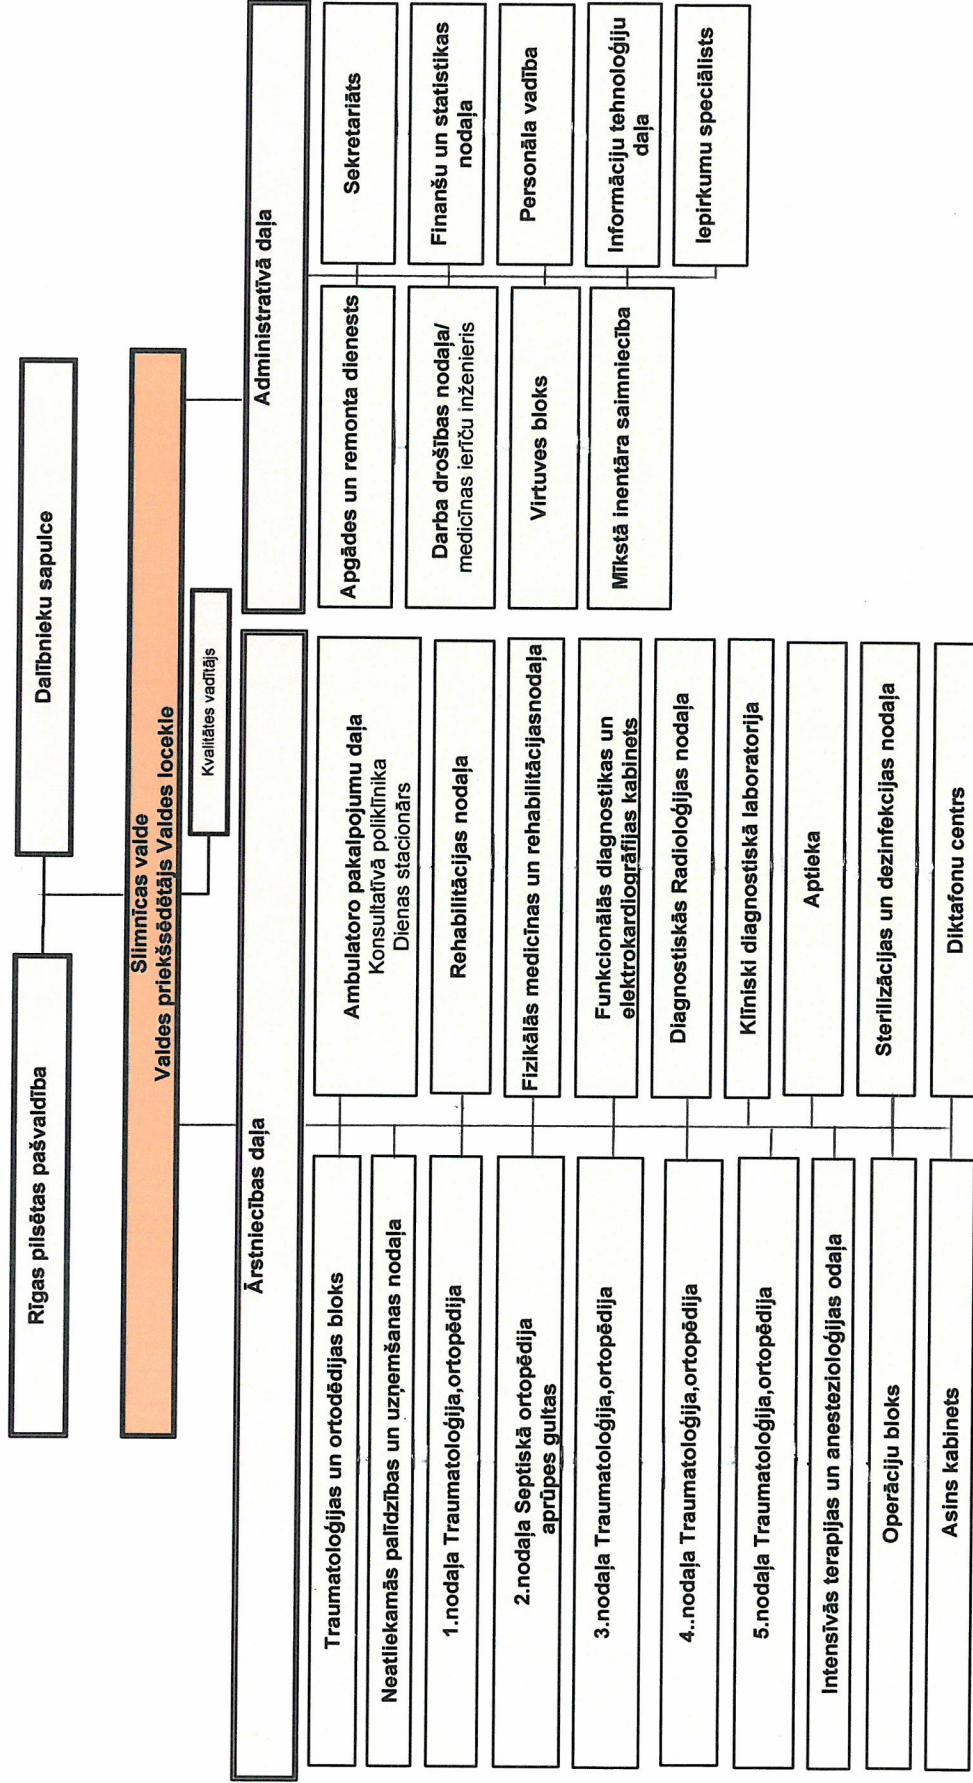 Rīgas pilsētas pašvaldība
Dalībnieku sapulce
Slimnīcas valde
Valdes priekšsēdētājs Valdes locekle
Kvalitātes vadītājs
Ārstniecības daļa
Administratīvā daļa
Traumatoloģijas un ortodēdijas bloks
Neatliekamās palīdzības un uzņemšanas nodaļa
1.nodaļa Traumatoloģija,ortopēdija
2.nodaļa Septiskā ortopēdija
aprūpes gultas
3.nodaļa Traumatoloģija,ortopēdija
4..nodaļa Traumatoloģija,ortopēdija
5.nodaļa Traumatoloģija,ortopēdija
Intensīvās terapijas un anestezioloģijas odaļa
Operāciju bloks
Asins kabinets
Ambulatoro pakalpojumu daļa
Konsultatīvā poliklīnika
Dienas stacionārs
Rehabilitācijas nodaļa
Fizikālās medicīnas un rehabilitācijasnodaļa
Funkcionālās diagnostikas un
elektrokardiogrāfijas kabinets
Diagnostiskās Radioloģijas nodaļa
Klīniski diagnostiskā laboratorija
Aptieka
Sterilizācijas un dezinfekcijas nodaļa
Diktafonu centrs
Apgādes un remonta dienests
Darba drošības nodaļa/
medicīnas ierīču inženieris
Virtuves bloks
Mīkstā inentāra saimniecība
Sekretariāts
Finanšu un statistikas
nodaļa
Personāla vadība
Informāciju tehnoloģiju
daļa
Iepirkumu speciālists